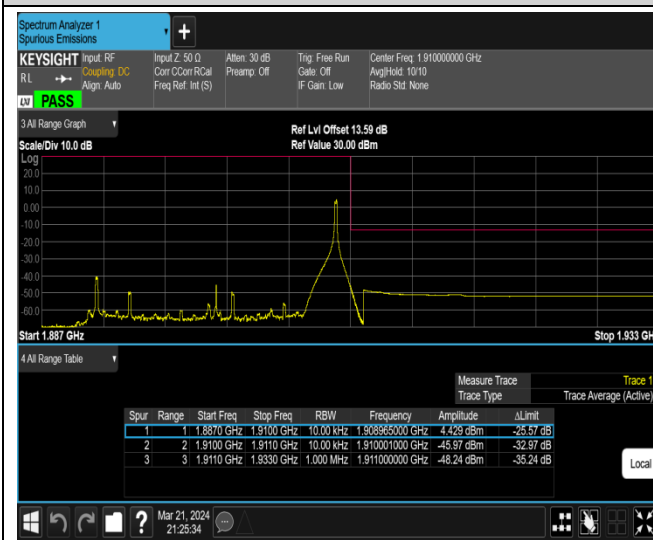 Spectrum Analyzer 1
Spurious Emissions
KEYSIGHT Input: RF Input Z: 50 Ω Atten: 30 dB Trig: Free Run Center Freq: 1.910000000 GHz
RL Coupling: DC Corr CCorr RCal Preamp: Off Gate: Off Avg|Hold: 10/10
Align: Auto Freq Ref: Int (S) IF Gain: Low Radio Std: None
LXI PASS
3 All Range Graph
Ref Lvl Offset 13.59 dB
Scale/Div 10.0 dB Ref Value 30.00 dBm
Log
20.0
10.0
0.00
-10.0
-20.0
-30.0
-40.0
-50.0
-60.0
Start 1.887 GHz Stop 1.933 GH
4 All Range Table
Measure Trace Trace 1
Trace Type Trace Average (Active)
Spur Range Start Freq Stop Freq RBW Frequency Amplitude ΔLimit
1 1 1.8870 GHz 1.9100 GHz 10.00 kHz 1.908965000 GHz 4.429 dBm -25.57 dB
2 2 1.9100 GHz 1.9110 GHz 10.00 kHz 1.910001000 GHz -45.97 dBm -32.97 dB
3 3 1.9110 GHz 1.9330 GHz 1.000 MHz 1.911000000 GHz -48.24 dBm -35.24 dB
Local
? Mar 21, 2024
21:25:34